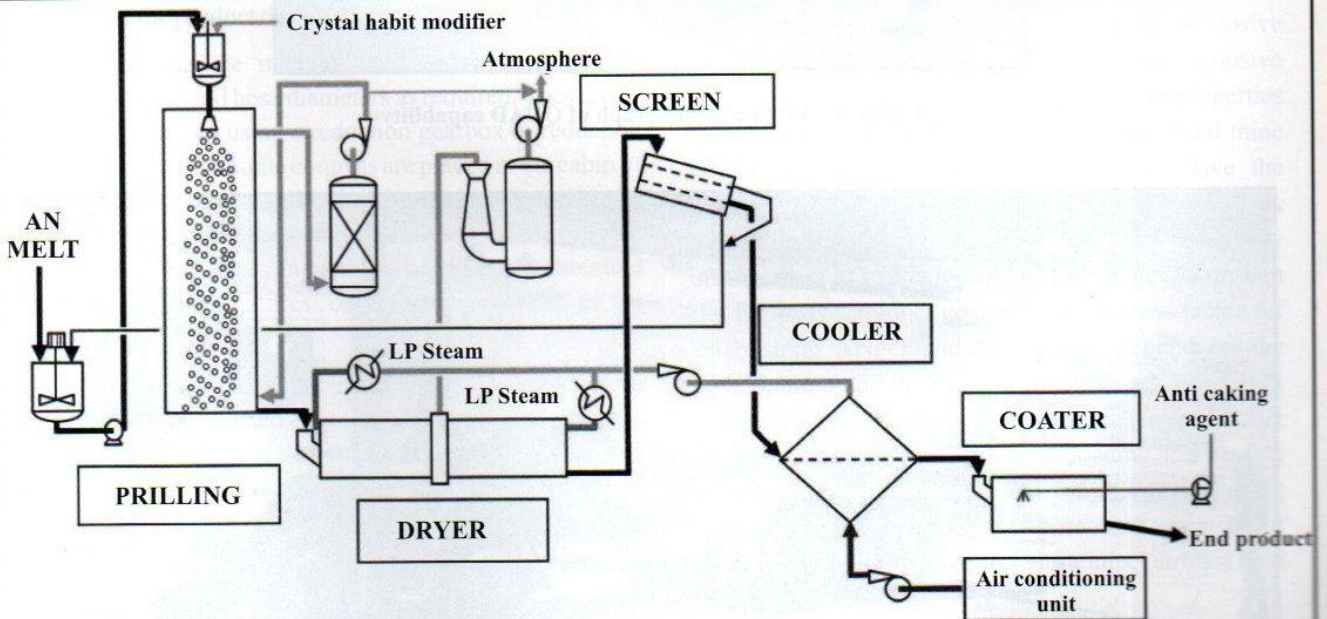 Crystal habit modifier
Atmosphere
SCREEN
AN
MELT
LP Steam
COOLER
LP Steam
COATER
Anti caking
agent
PRILLING
DRYER
End product
Air conditioning
unit